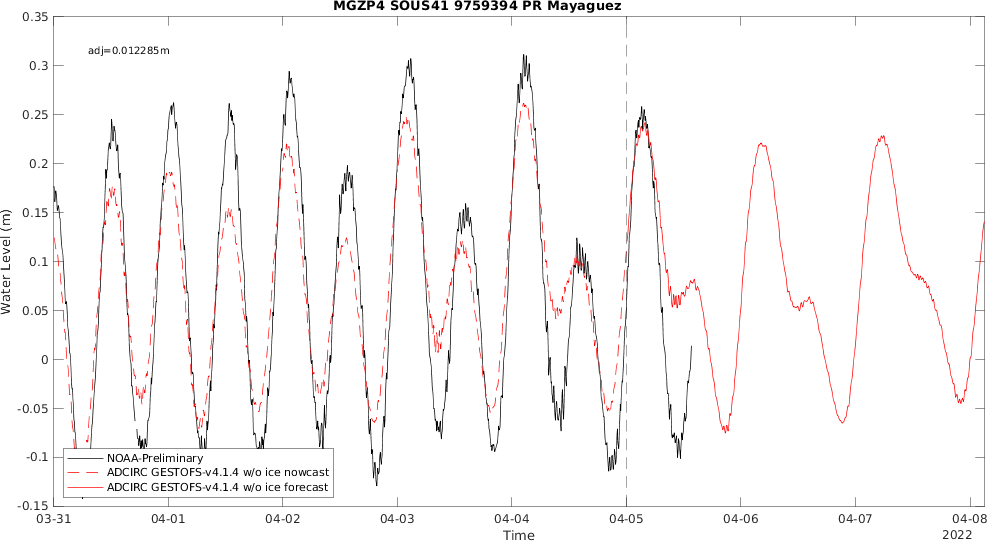 MGZP4 SOUS41 9759394 PR Mayaguez
adj=0.012285m
0.35
0.3
0.25
0.2
0.15
0.1
0.05
0
-0.05
-0.1
-0.15
Water Level (m)
NOAA-Preliminary
ADCIRC GESTOFS-v4.1.4 w/o ice nowcast
ADCIRC GESTOFS-v4.1.4 w/o ice forecast
03-31 04-01 04-02 04-03 04-04 04-05 04-06 04-07 04-08
Time
2022